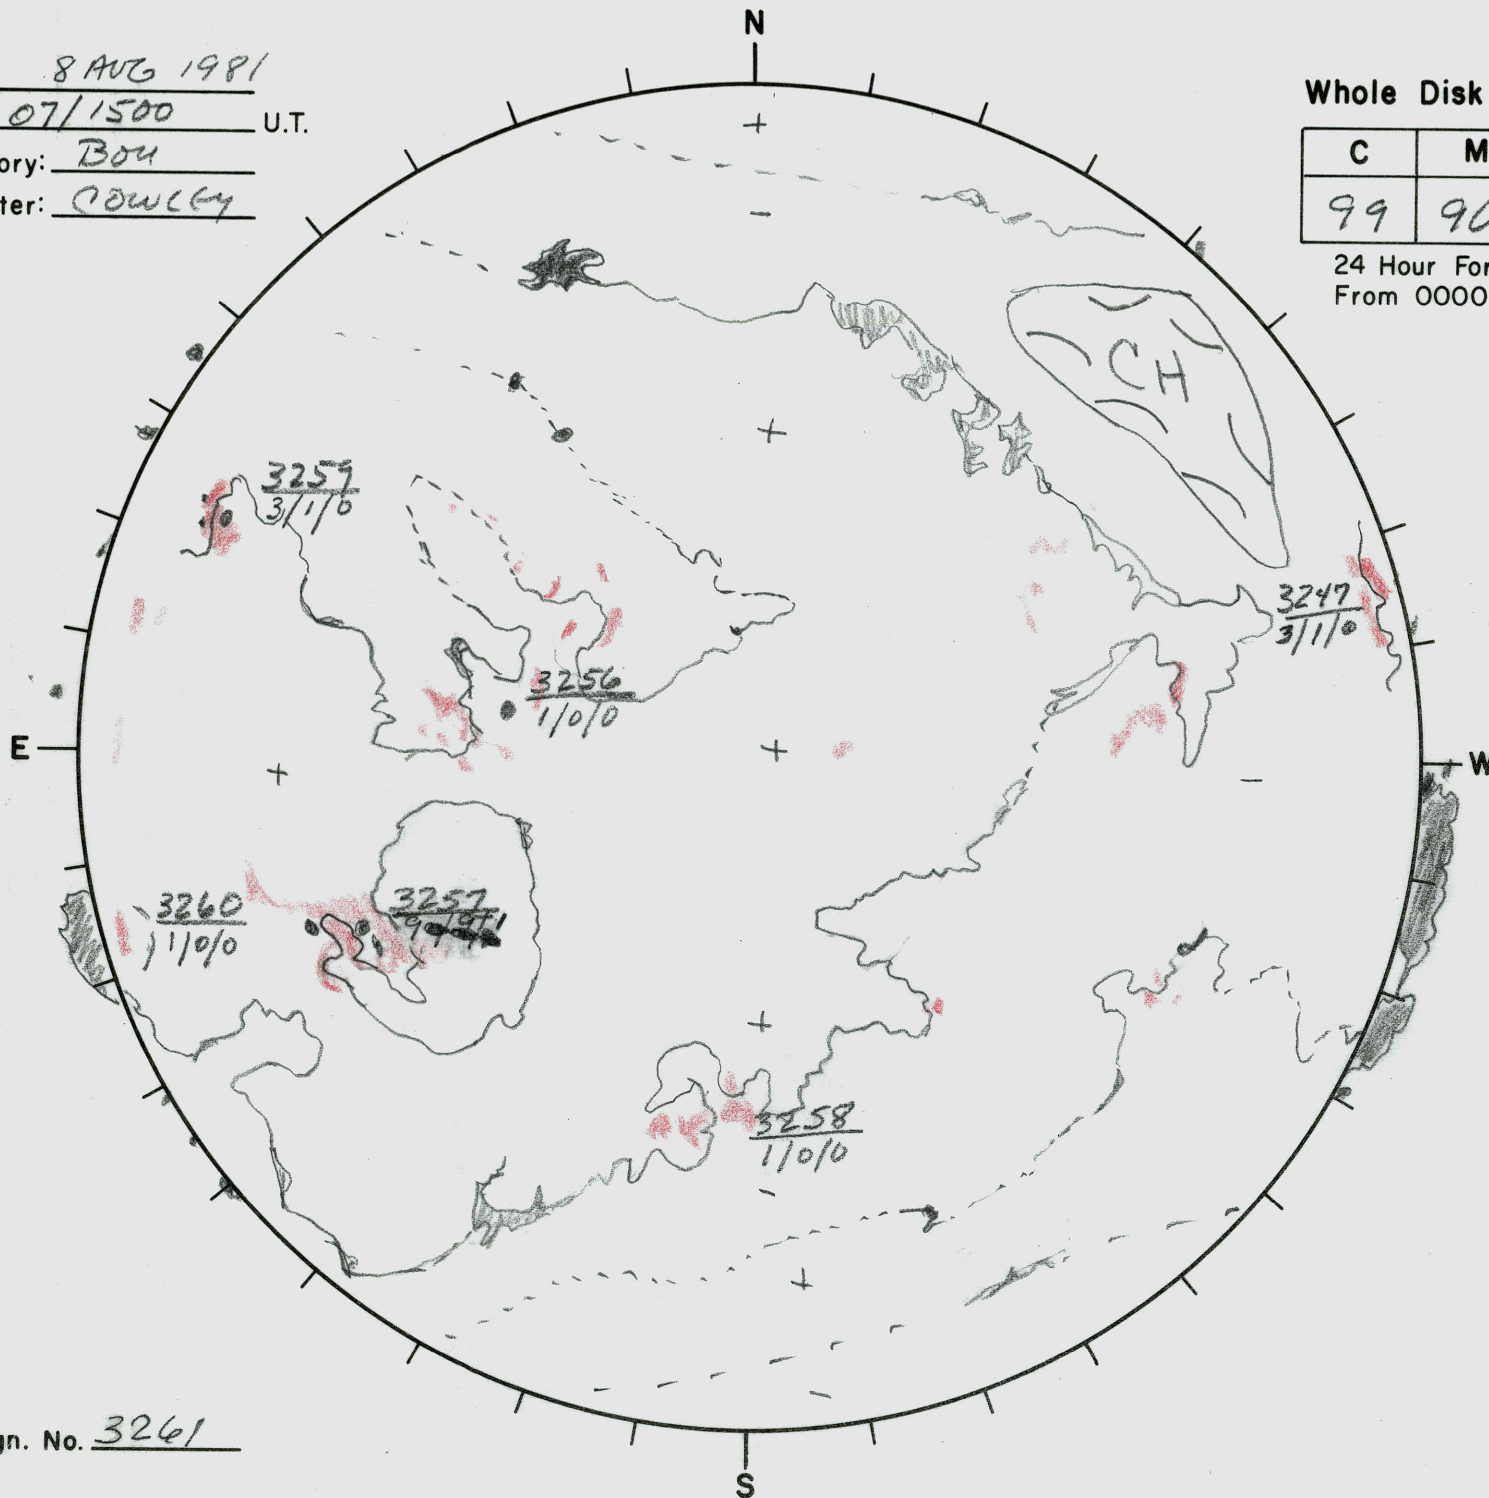 N
8 AUG 1981
07/1500 U.T.
ory: Bou
ter: COWLEY
Whole Disk
C M
99 90
24 Hour For
From 0000
+
-
CH
+
3259
3/1/0
3247
3/1/0
3256
1/0/0
E
+
+
-
W
3260
1/0/0
3257
+
3258
1/0/0
-
+
-
gn. No. 3261
S